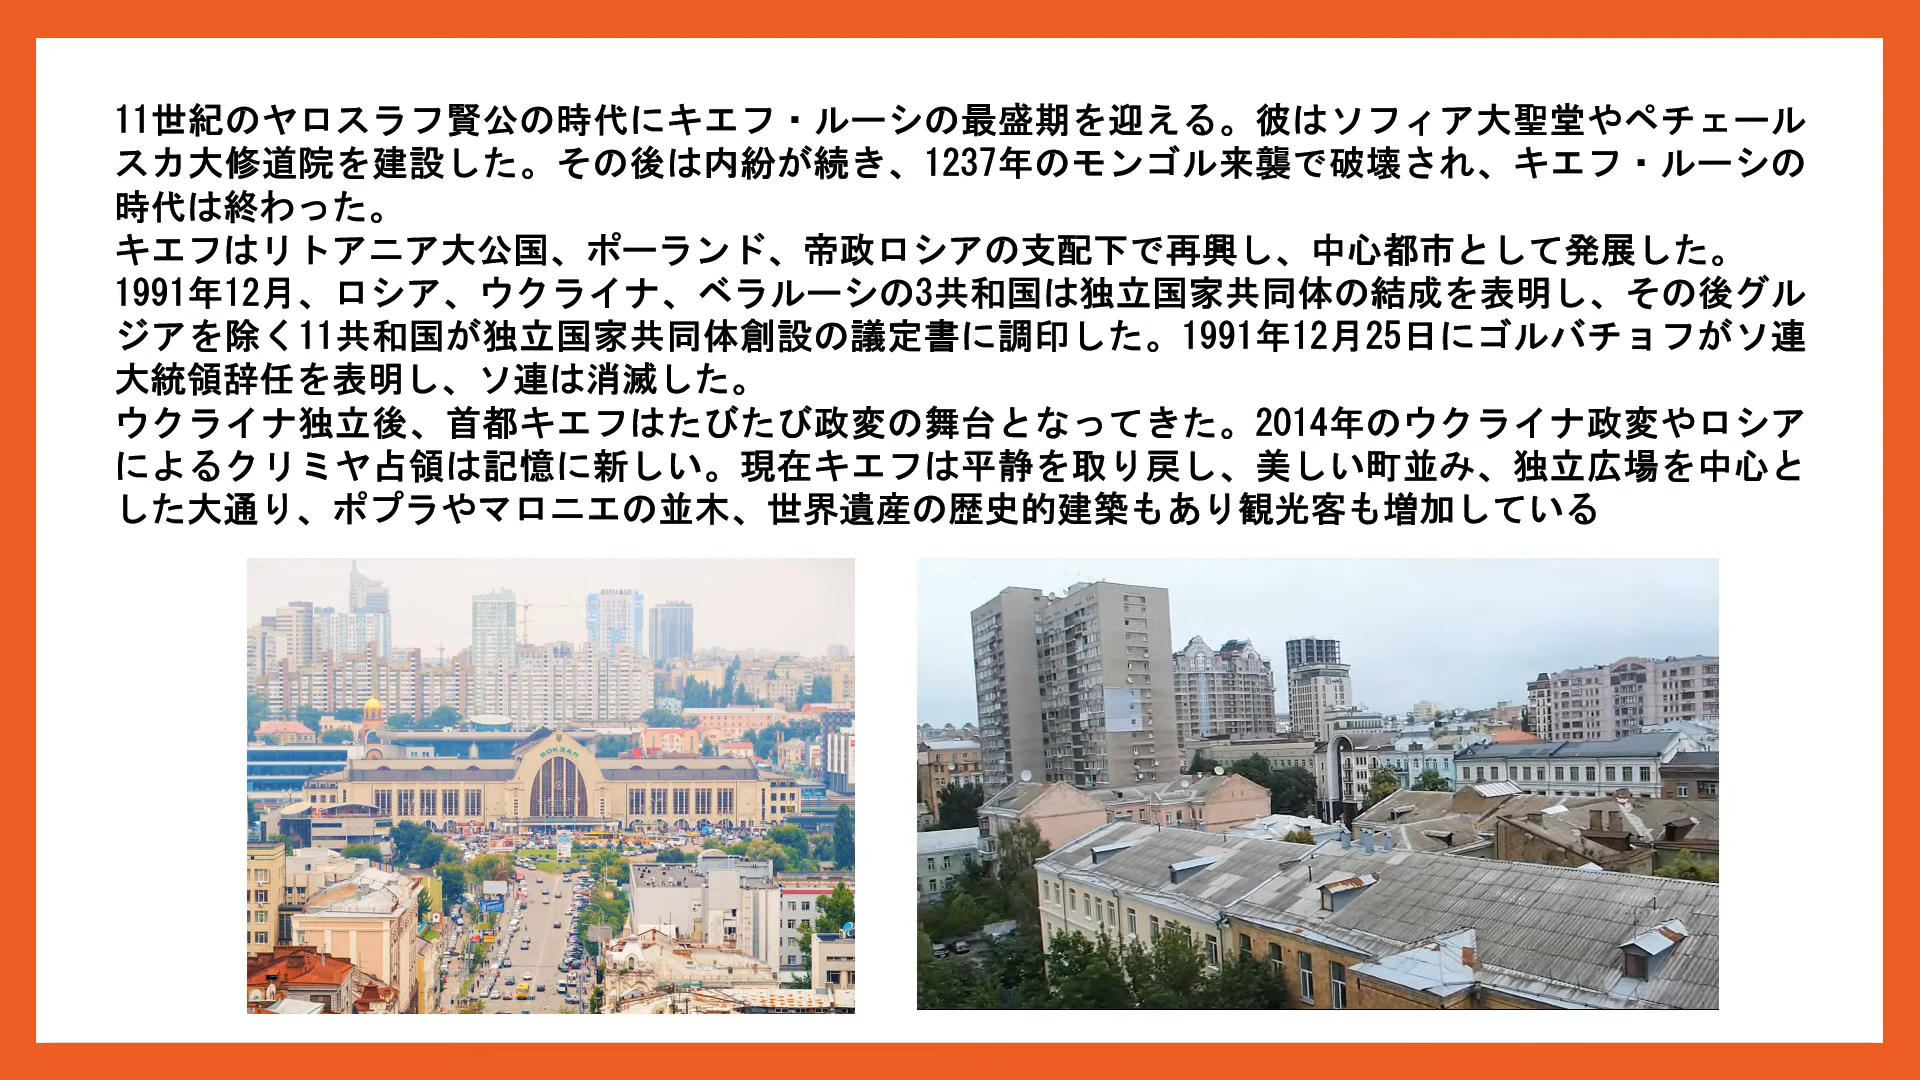 11世紀のヤロスラフ賢公の時代にキエフ・ルーシの最盛期を迎える。彼はソフィア大聖堂やペチェール
スカ大修道院を建設した。その後は内紛が続き、1237年のモンゴル来襲で破壊され、キエフ・ルーシの
時代は終わった。
キエフはリトアニア大公国、ポーランド、帝政ロシアの支配下で再興し、中心都市として発展した。
1991年12月、ロシア、ウクライナ、ベラルーシの3共和国は独立国家共同体の結成を表明し、その後グル
ジアを除く11共和国が独立国家共同体創設の議定書に調印した。1991年12月25日にゴルバチョフがソ連
大統領辞任を表明し、ソ連は消滅した。
ウクライナ独立後、首都キエフはたびたび政変の舞台となってきた。2014年のウクライナ政変やロシア
によるクリミヤ占領は記憶に新しい。現在キエフは平静を取り戻し、美しい町並み、独立広場を中心と
した大通り、ポプラやマロニエの並木、世界遺産の歴史的建築もあり観光客も増加している
ВОКЗАЛ